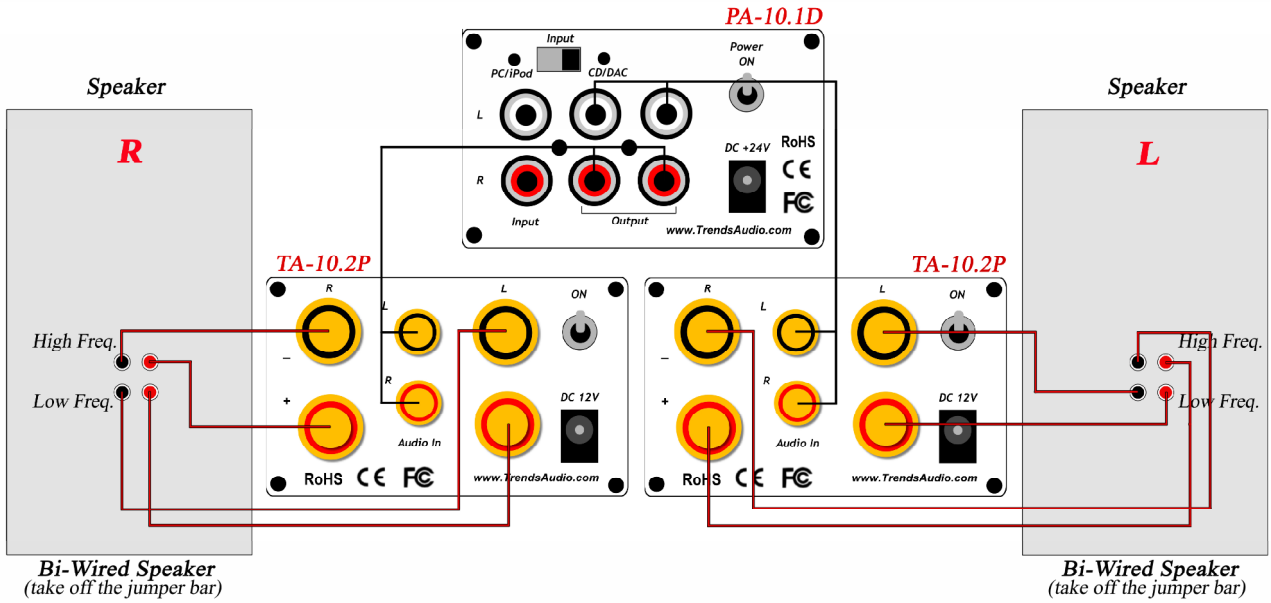 PA-10.1D
Input
PC/iPod
CD/DAC
Power
ON
L
R
DC +24V
RoHS
CE
FC
Input
Output
www.TrendsAudio.com
Speaker
R
High Freq.
Low Freq.
Bi-Wired Speaker
(take off the jumper bar)
TA-10.2P
R
L
L
ON
–
R
+
DC 12V
Audio In
RoHS
CE
FC
www.TrendsAudio.com
TA-10.2P
R
L
L
ON
–
R
+
DC 12V
Audio In
RoHS
CE
FC
www.TrendsAudio.com
Speaker
L
High Freq.
Low Freq.
Bi-Wired Speaker
(take off the jumper bar)